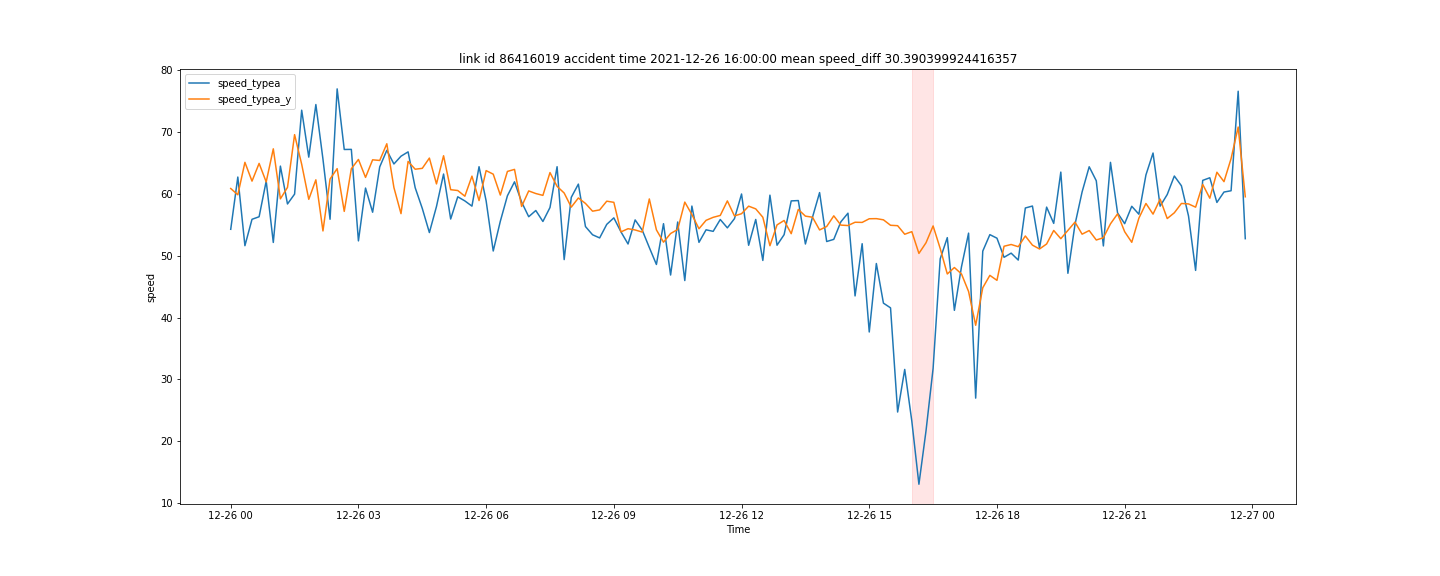 link id 86416019 accident time 2021-12-26 16:00:00 mean speed_diff 30.390399924416357
speed_typea
speed_typea_y
80
70
60
50
40
30
20
10
speed
12-26 00 12-26 03 12-26 06 12-26 09 12-26 12 12-26 15 12-26 18 12-26 21 12-27 00
Time